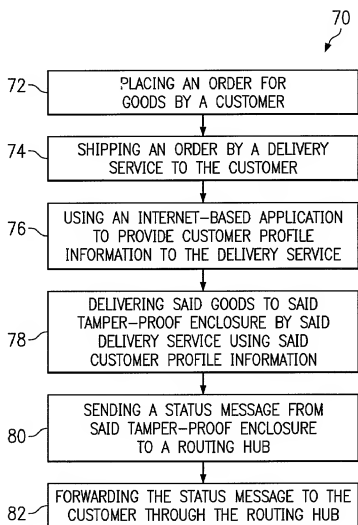 70
72
PLACING AN ORDER FOR
GOODS BY A CUSTOMER
74
SHIPPING AN ORDER BY A DELIVERY
SERVICE TO THE CUSTOMER
76
USING AN INTERNET-BASED APPLICATION
TO PROVIDE CUSTOMER PROFILE
INFORMATION TO THE DELIVERY SERVICE
78
DELIVERING SAID GOODS TO SAID
TAMPER-PROOF ENCLOSURE BY SAID
DELIVERY SERVICE USING SAID
CUSTOMER PROFILE INFORMATION
80
SENDING A STATUS MESSAGE FROM
SAID TAMPER-PROOF ENCLOSURE
TO A ROUTING HUB
82
FORWARDING THE STATUS MESSAGE TO THE
CUSTOMER THROUGH THE ROUTING HUB